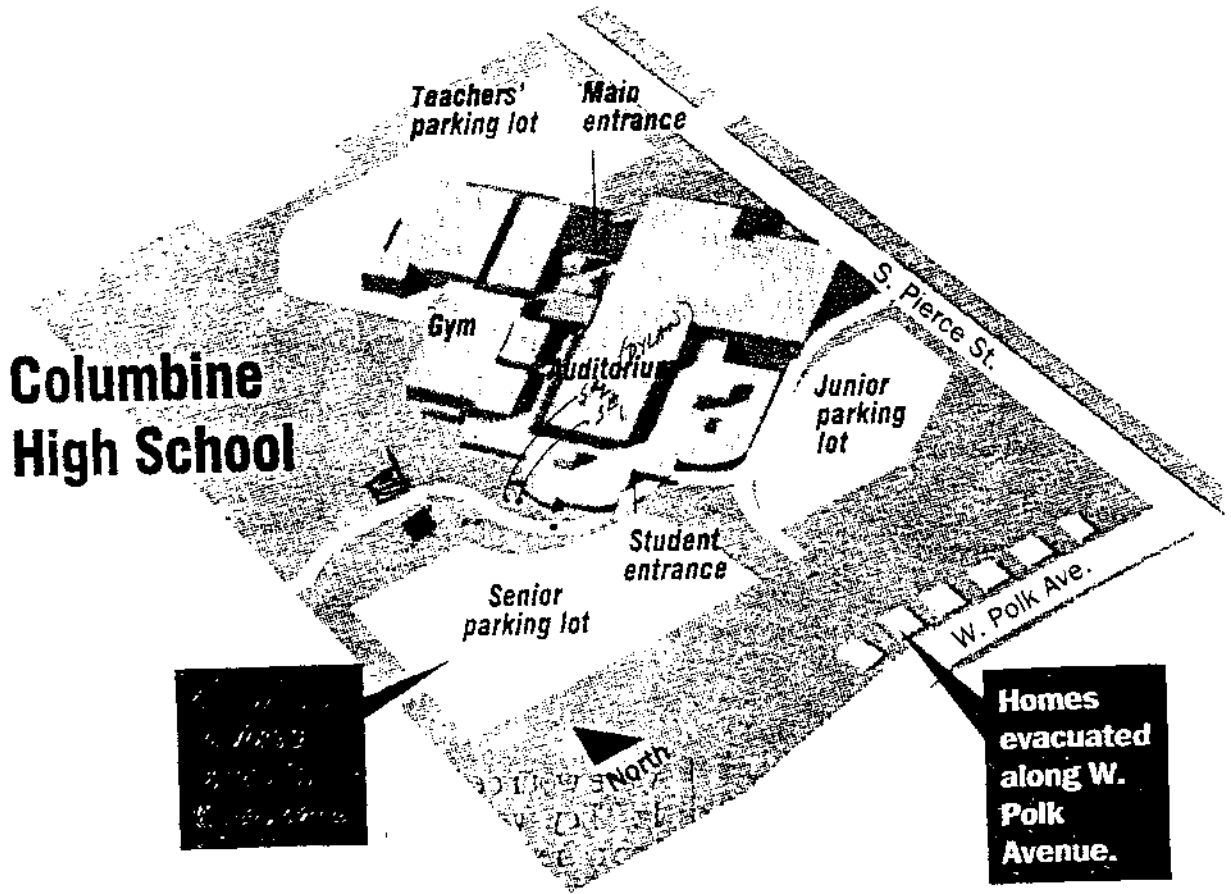 Teachers'
parking lot
Main
entrance
S. Pierce St.
Gym
(DYLAN)
Auditorium
Columbine
High School
Junior
parking
lot
Student
entrance
Senior
parking lot
W. Polk Ave.
North
Homes
evacuated
along W.
Polk
Avenue.